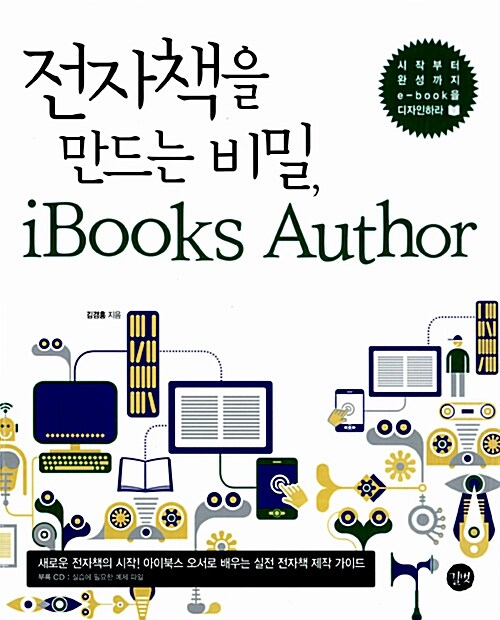 전자책을
만드는 비밀,
iBooks Author
시작부터
완성까지
e-book을
디자인하라
김경홍 지음
새로운 전자책의 시작! 아이북스 오서로 배우는 실전 전자책 제작 가이드
부록 CD : 실습에 필요한 예제 파일
길벗